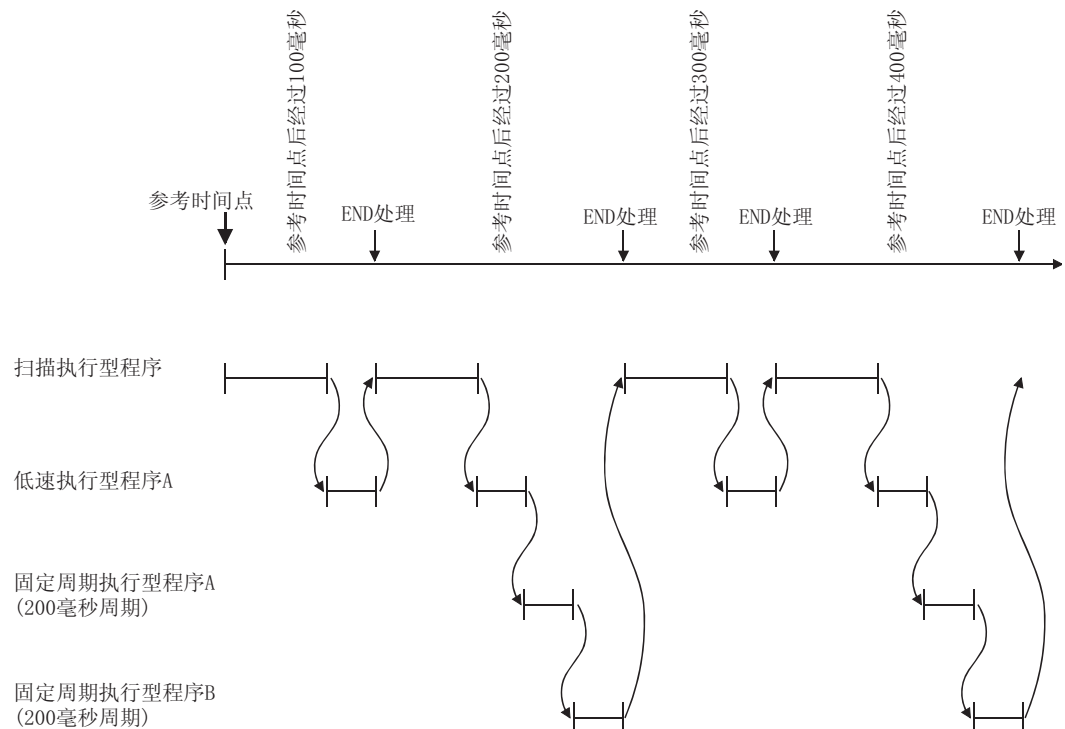 参考时间点后经过100毫秒
参考时间点后经过200毫秒
参考时间点后经过300毫秒
参考时间点后经过400毫秒
参考时间点
END处理
END处理
END处理
END处理
扫描执行型程序
低速执行型程序A
固定周期执行型程序A
(200毫秒周期)
固定周期执行型程序B
(200毫秒周期)